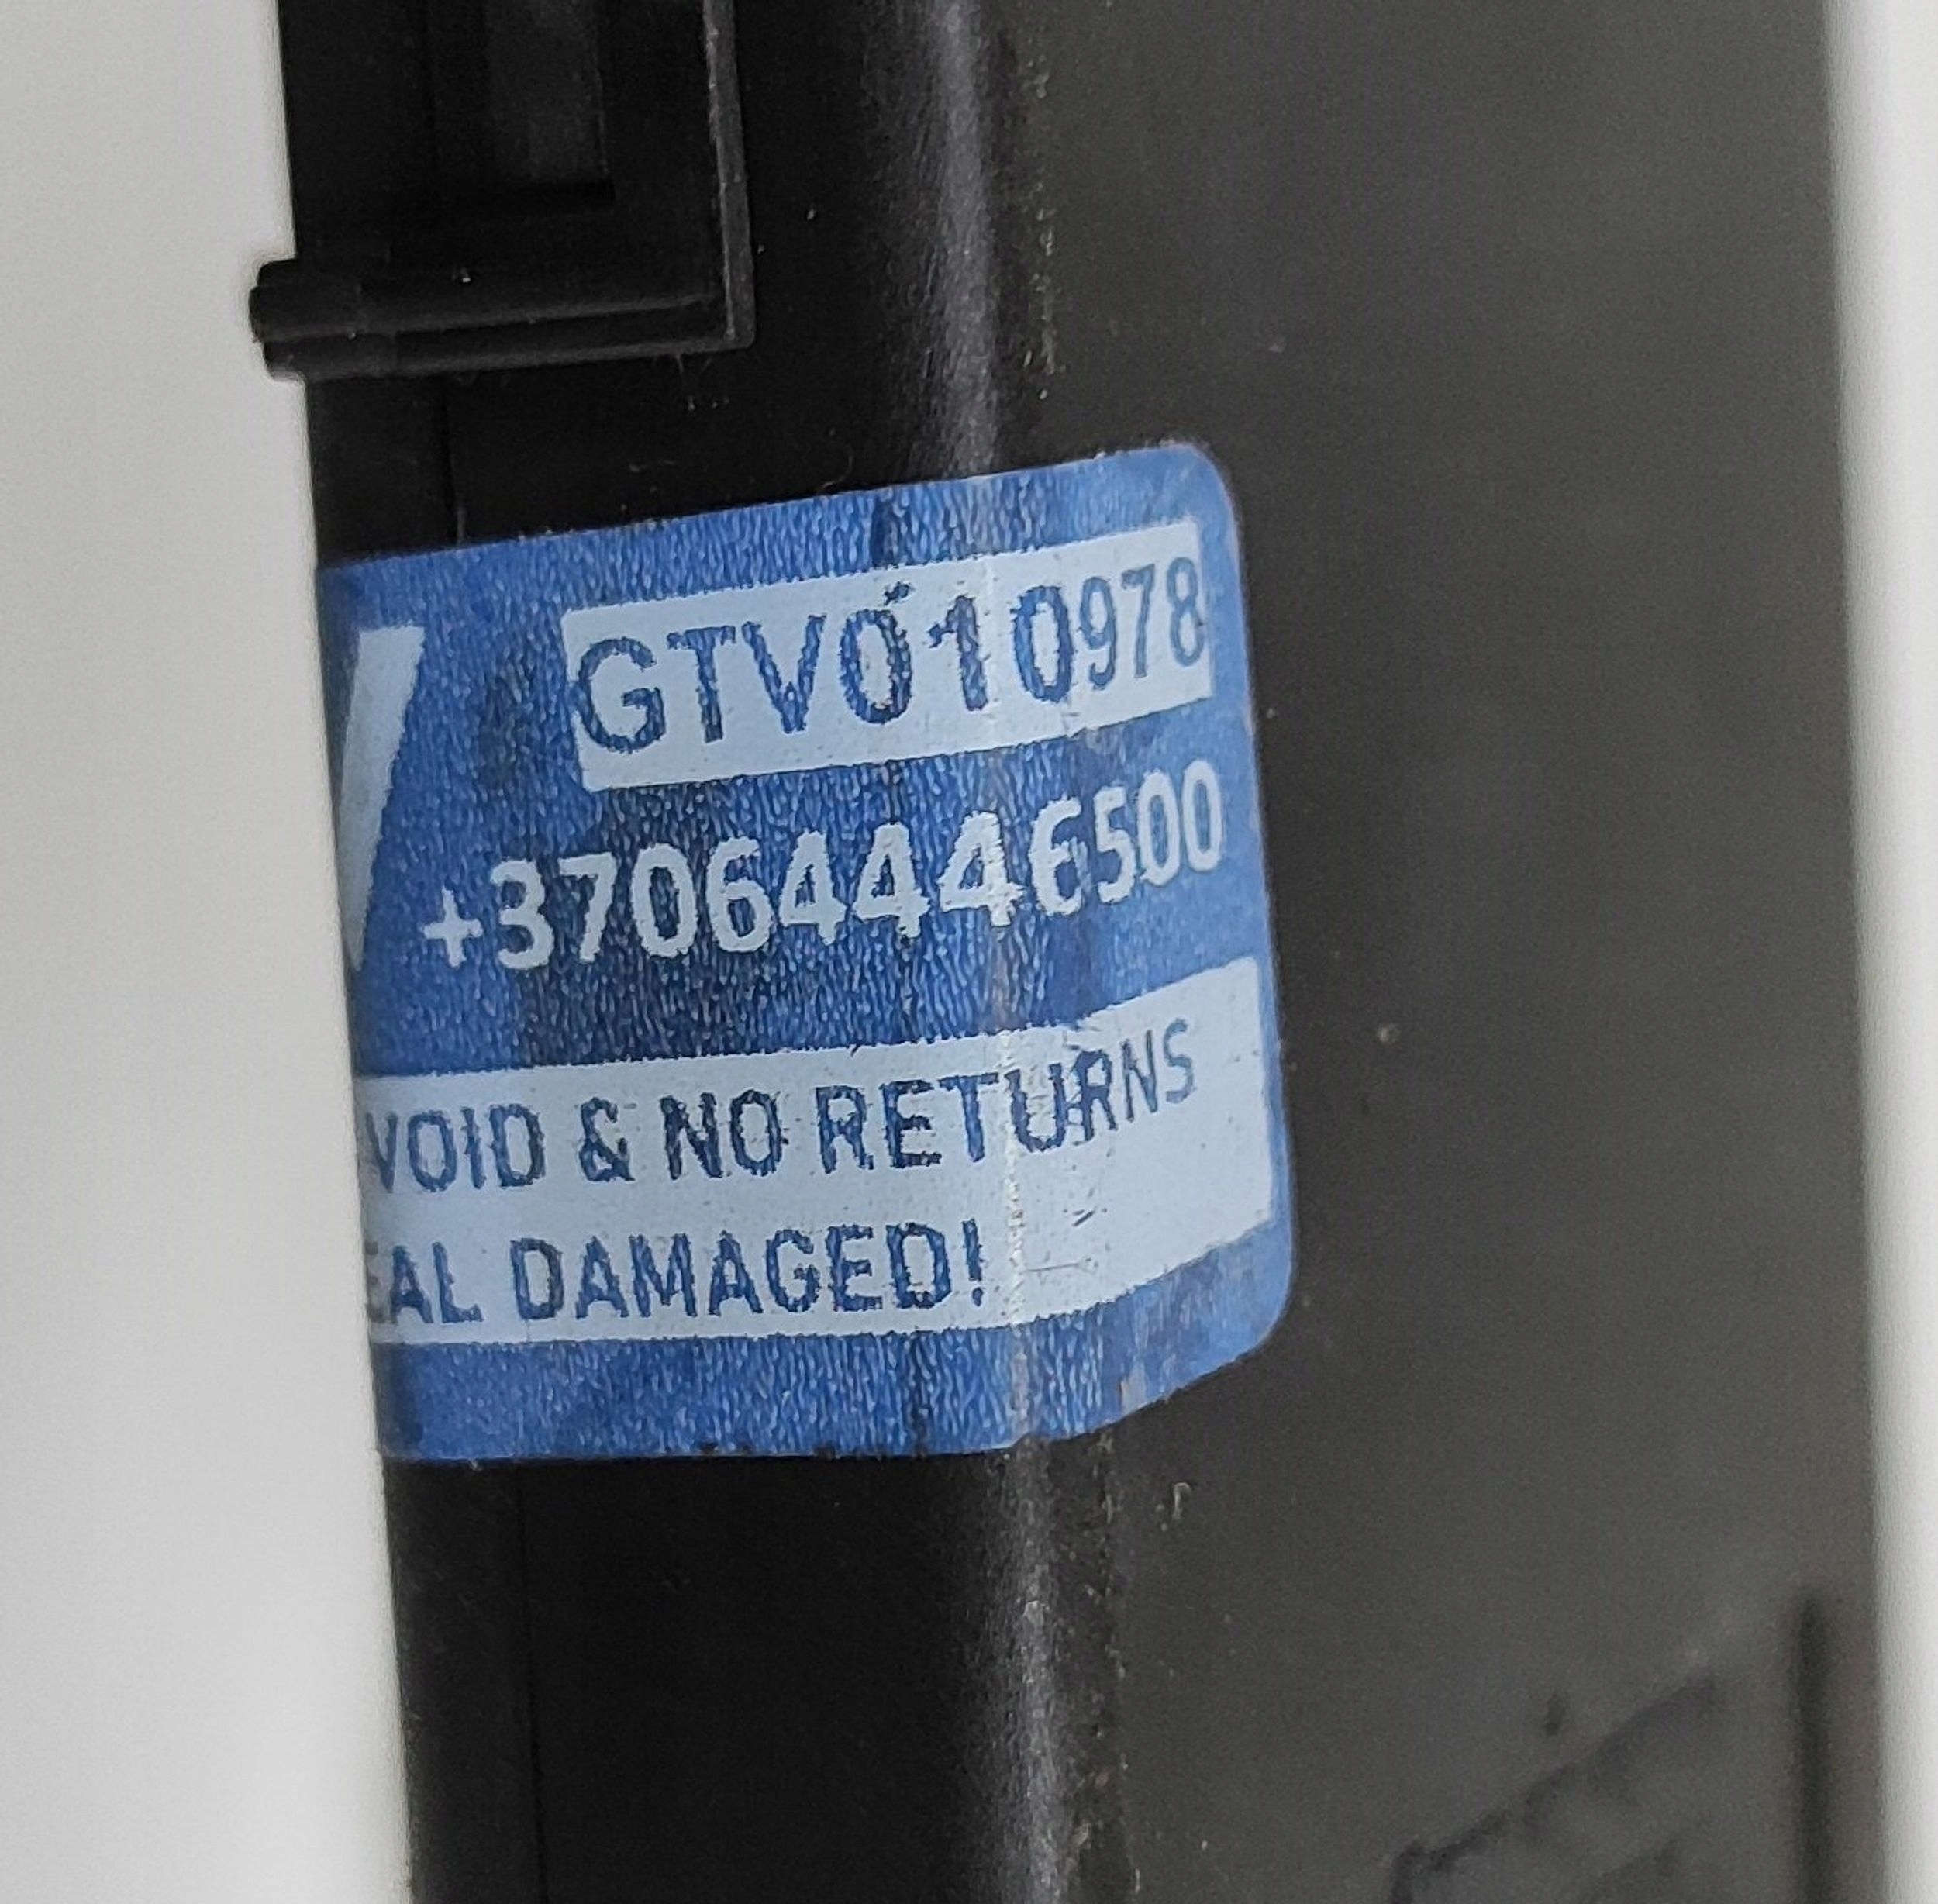 GTV010978
+37064446500
VOID & NO RETURNS
EAL DAMAGED!